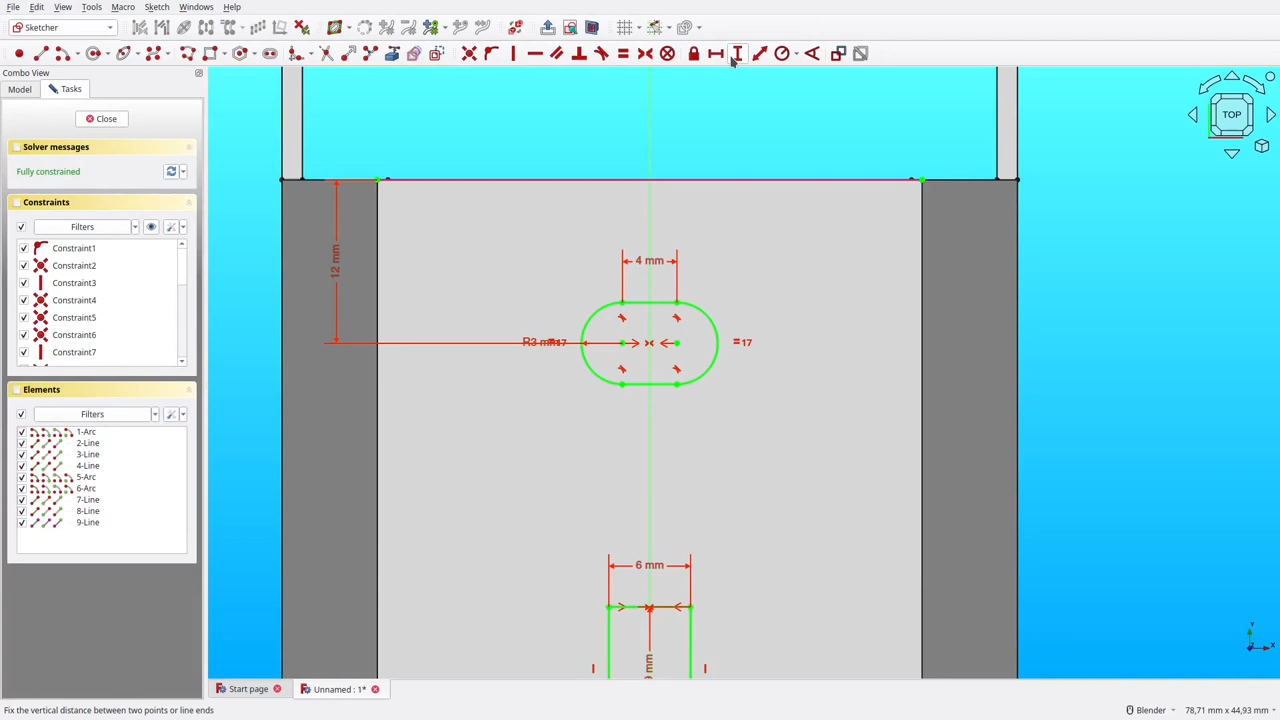 File Edit View Tools Macro Sketch Windows Help
Sketcher
Combo View
Model Tasks
Close
Solver messages
Fully constrained
Constraints
Filters
Constraint1
Constraint2
Constraint3
Constraint4
Constraint5
Constraint6
Constraint7
Elements
Filters
1-Arc
2-Line
3-Line
4-Line
5-Arc
6-Arc
7-Line
8-Line
9-Line
TOP
12 mm
4 mm
=17
=17
6 mm
mm
Y
Z X
Start page Unnamed : 1*
Fix the vertical distance between two points or line ends
Blender 78,71 mm x 44,93 mm